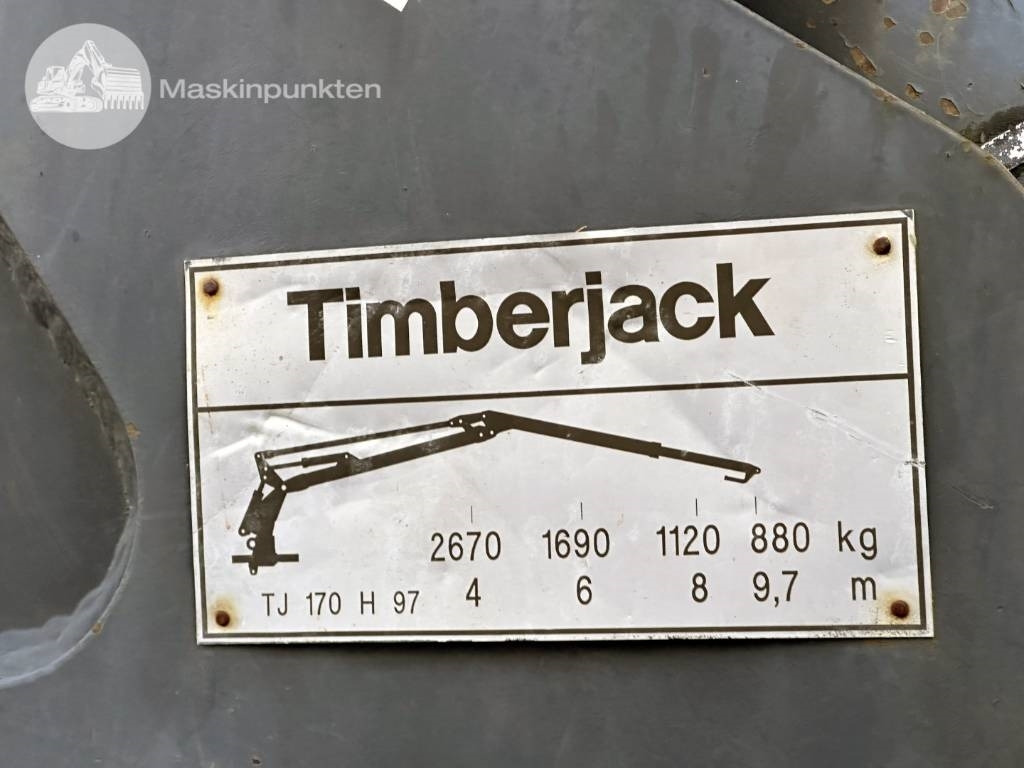 Maskinpunkten
Timberjack
2670 1690 1120 880 kg
TJ 170 H 97 4 6 8 9,7 m